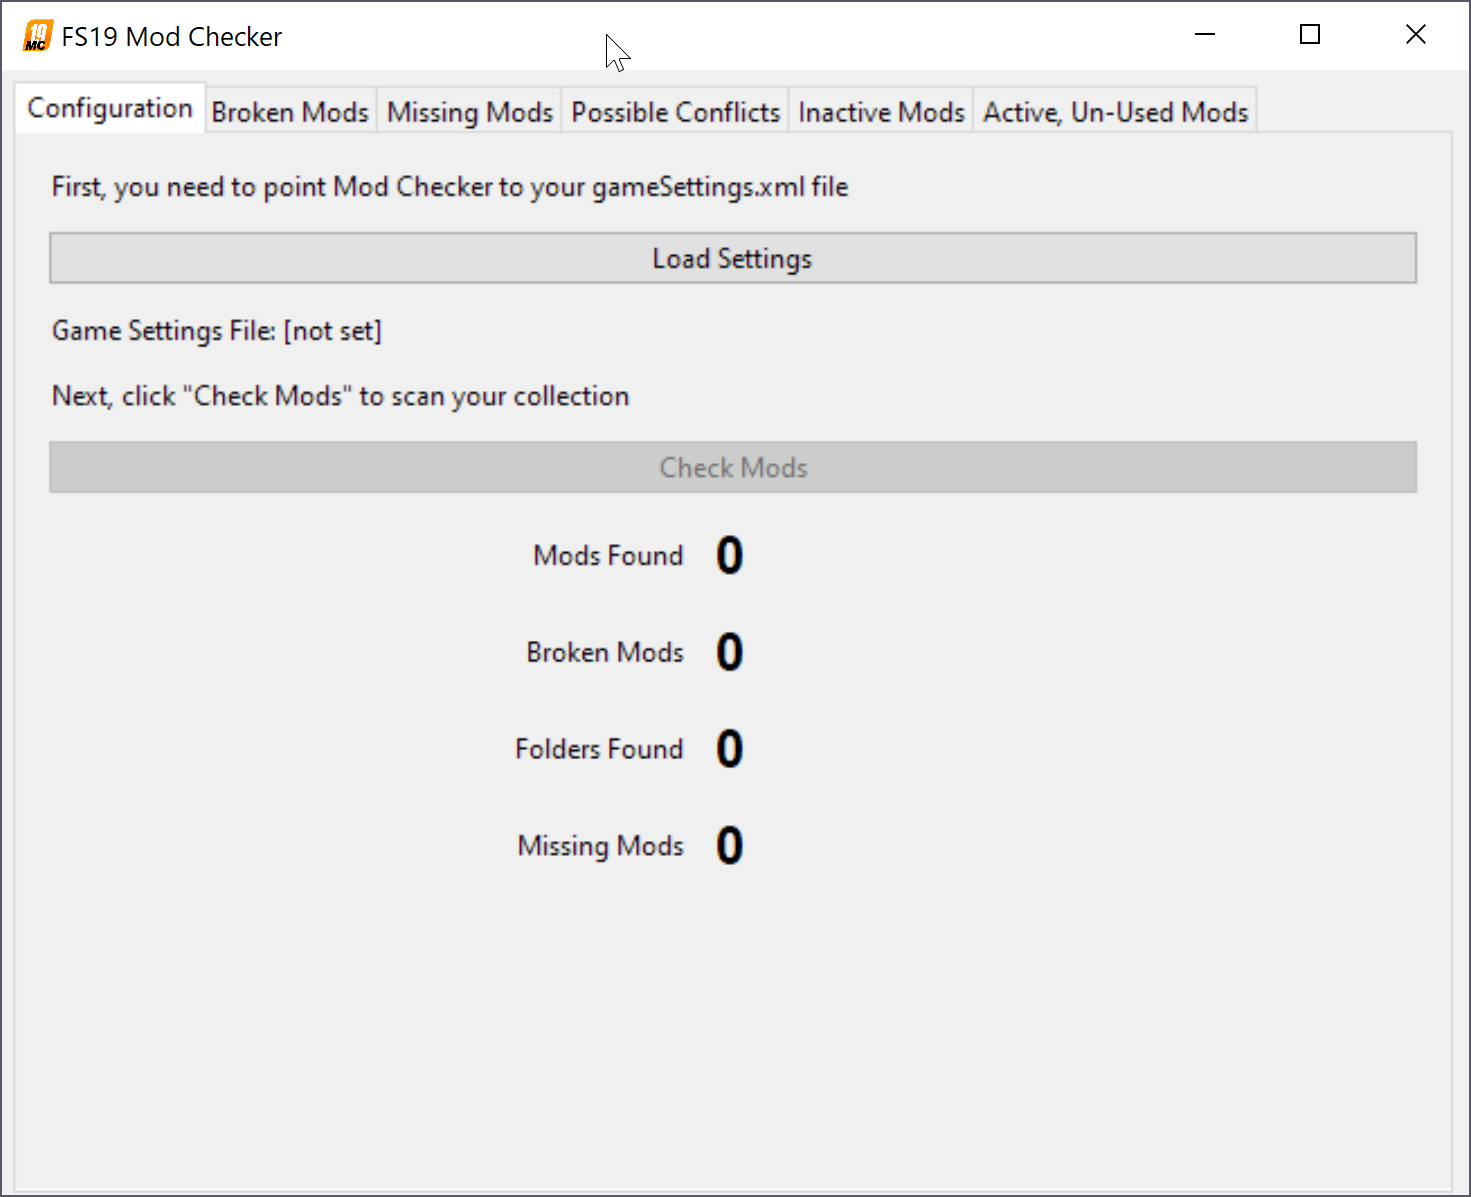 19
MC
FS19 Mod Checker
Configuration
Broken Mods
Missing Mods
Possible Conflicts
Inactive Mods
Active, Un-Used Mods
First, you need to point Mod Checker to your gameSettings.xml file
Load Settings
Game Settings File: [not set]
Next, click "Check Mods" to scan your collection
Check Mods
Mods Found 0
Broken Mods 0
Folders Found 0
Missing Mods 0